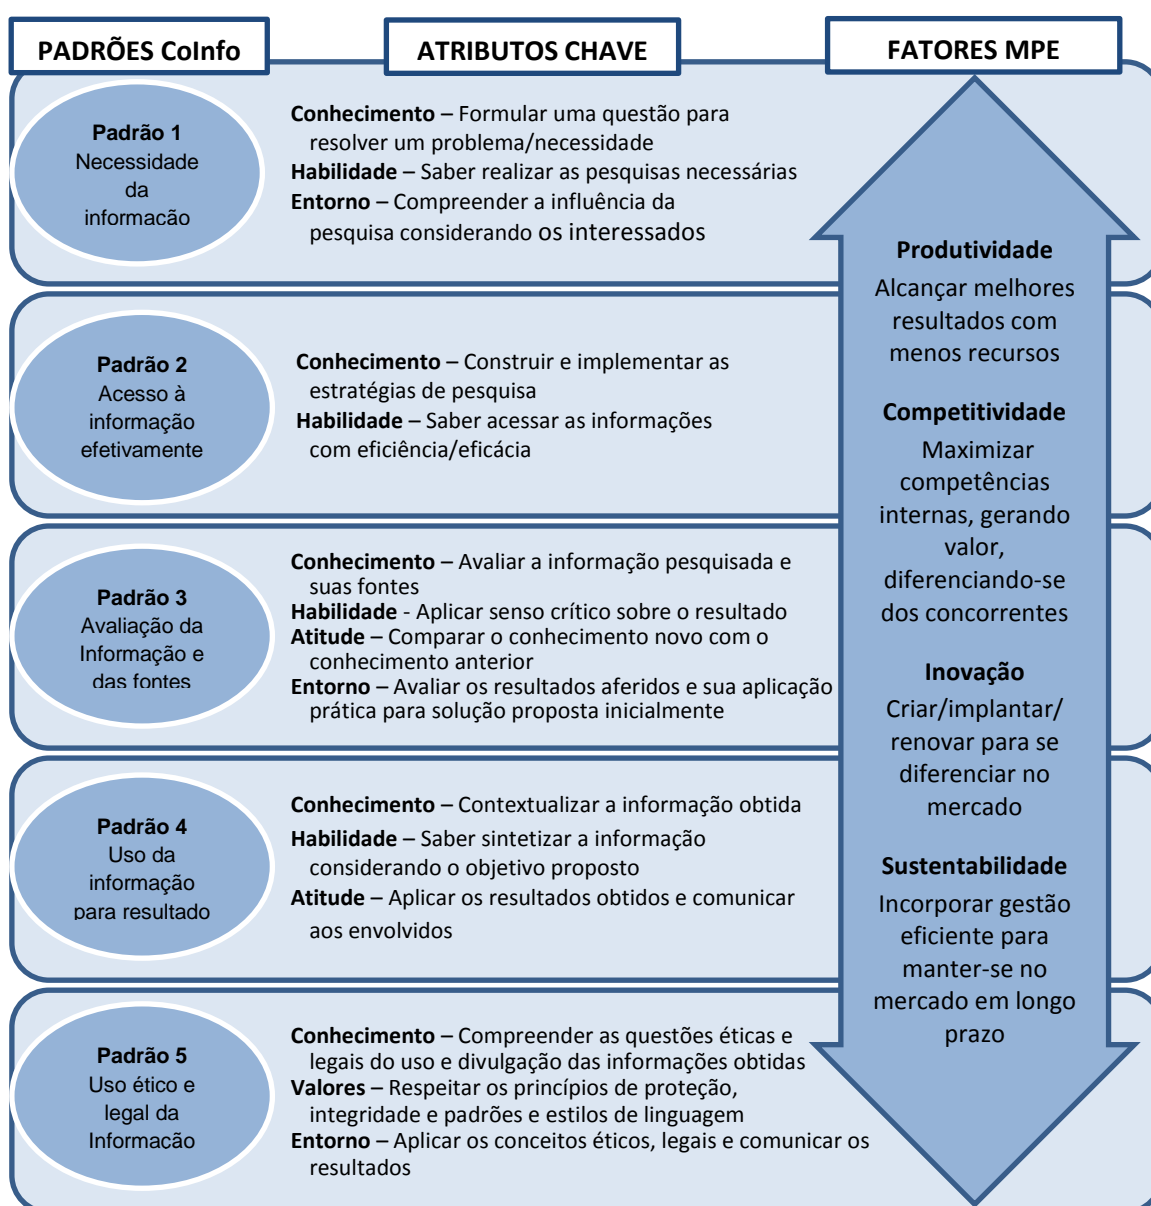 PADRÕES CoInfo
ATRIBUTOS CHAVE
FATORES MPE
Padrão 1
Necessidade
da
informacão
Conhecimento – Formular uma questão para
resolver um problema/necessidade
Habilidade – Saber realizar as pesquisas necessárias
Entorno – Compreender a influência da
pesquisa considerando os interessados
Padrão 2
Acesso à
informação
efetivamente
Conhecimento – Construir e implementar as
estratégias de pesquisa
Habilidade – Saber acessar as informações
com eficiência/eficácia
Padrão 3
Avaliação da
Informação e
das fontes
Conhecimento – Avaliar a informação pesquisada e
suas fontes
Habilidade - Aplicar senso crítico sobre o resultado
Atitude – Comparar o conhecimento novo com o
conhecimento anterior
Entorno – Avaliar os resultados aferidos e sua aplicação
prática para solução proposta inicialmente
Padrão 4
Uso da
informação
para resultado
Conhecimento – Contextualizar a informação obtida
Habilidade – Saber sintetizar a informação
considerando o objetivo proposto
Atitude – Aplicar os resultados obtidos e comunicar
aos envolvidos
Padrão 5
Uso ético e
legal da
Informação
Conhecimento – Compreender as questões éticas e
legais do uso e divulgação das informações obtidas
Valores – Respeitar os princípios de proteção,
integridade e padrões e estilos de linguagem
Entorno – Aplicar os conceitos éticos, legais e comunicar os
resultados
Produtividade
Alcançar melhores
resultados com
menos recursos
Competitividade
Maximizar
competências
internas, gerando
valor,
diferenciando-se
dos concorrentes
Inovação
Criar/implantar/
renovar para se
diferenciar no
mercado
Sustentabilidade
Incorporar gestão
eficiente para
manter-se no
mercado em longo
prazo